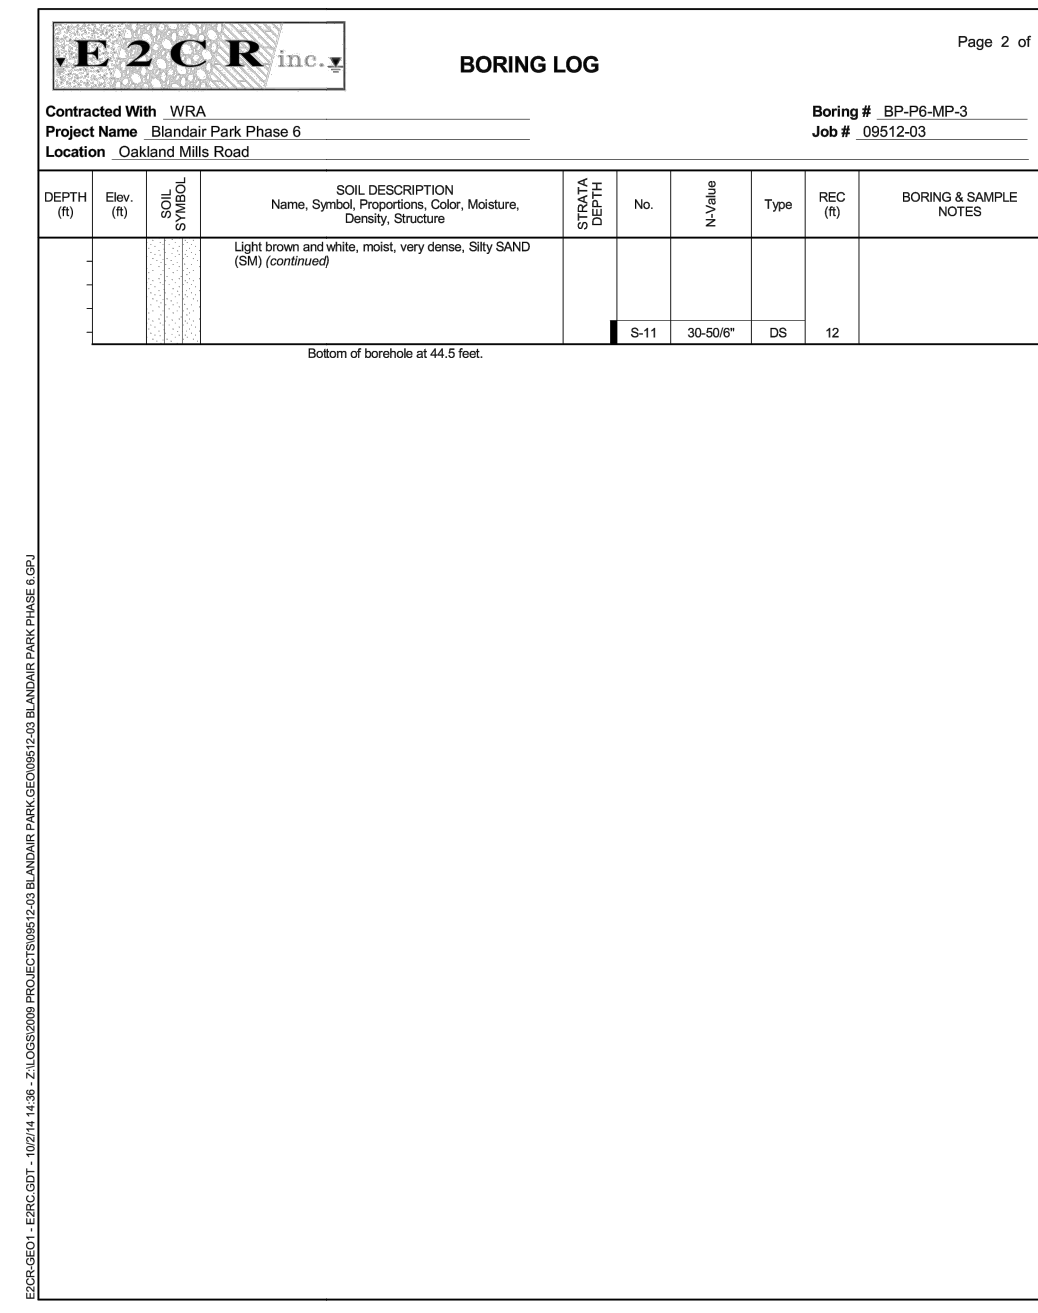 E2CR inc.
BORING LOG
Page 2 of
Contracted With WRA
Boring # BP-P6-MP-3
Project Name Blandair Park Phase 6
Job # 09512-03
Location Oakland Mills Road
DEPTH (ft)
Elev. (ft)
SOIL SYMBOL
SOIL DESCRIPTION
Name, Symbol, Proportions, Color, Moisture,
Density, Structure
STRATA DEPTH
No.
N-Value
Type
REC (ft)
BORING & SAMPLE
NOTES
Light brown and white, moist, very dense, Silty SAND
(SM) (continued)
S-11 30-50/6" DS 12
Bottom of borehole at 44.5 feet.
E2CR-GEO1 - E2RC.GDT - 10/2/14 14:36 - Z:\LOGS\2009 PROJECTS\09512-03 BLANDAIR PARK.GEO\09512-03 BLANDAIR PARK PHASE 6.GPJ